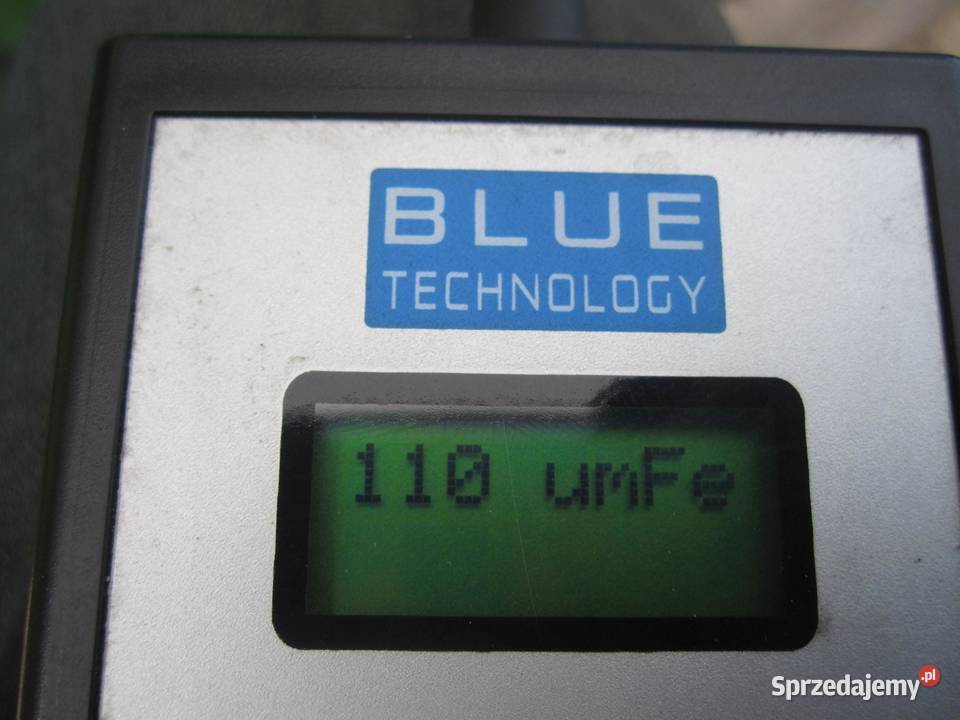 BLUE
TECHNOLOGY
110 umFe
Sprzedajemy.pl